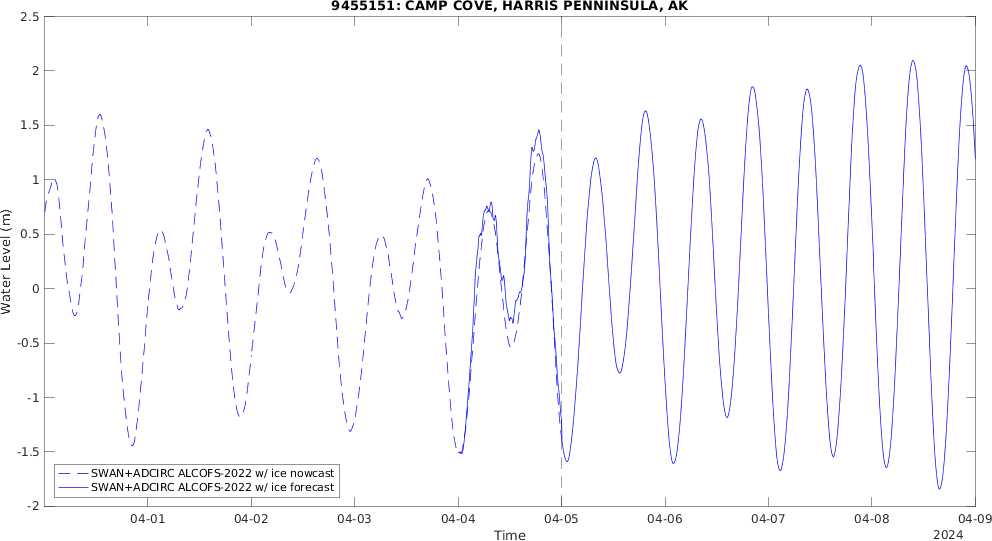 9455151: CAMP COVE, HARRIS PENNINSULA, AK
Water Level (m)
2.5
2
1.5
1
0.5
0
-0.5
-1
-1.5
-2
SWAN+ADCIRC ALCOFS-2022 w/ ice nowcast
SWAN+ADCIRC ALCOFS-2022 w/ ice forecast
04-01 04-02 04-03 04-04 04-05 04-06 04-07 04-08 04-09
Time
2024